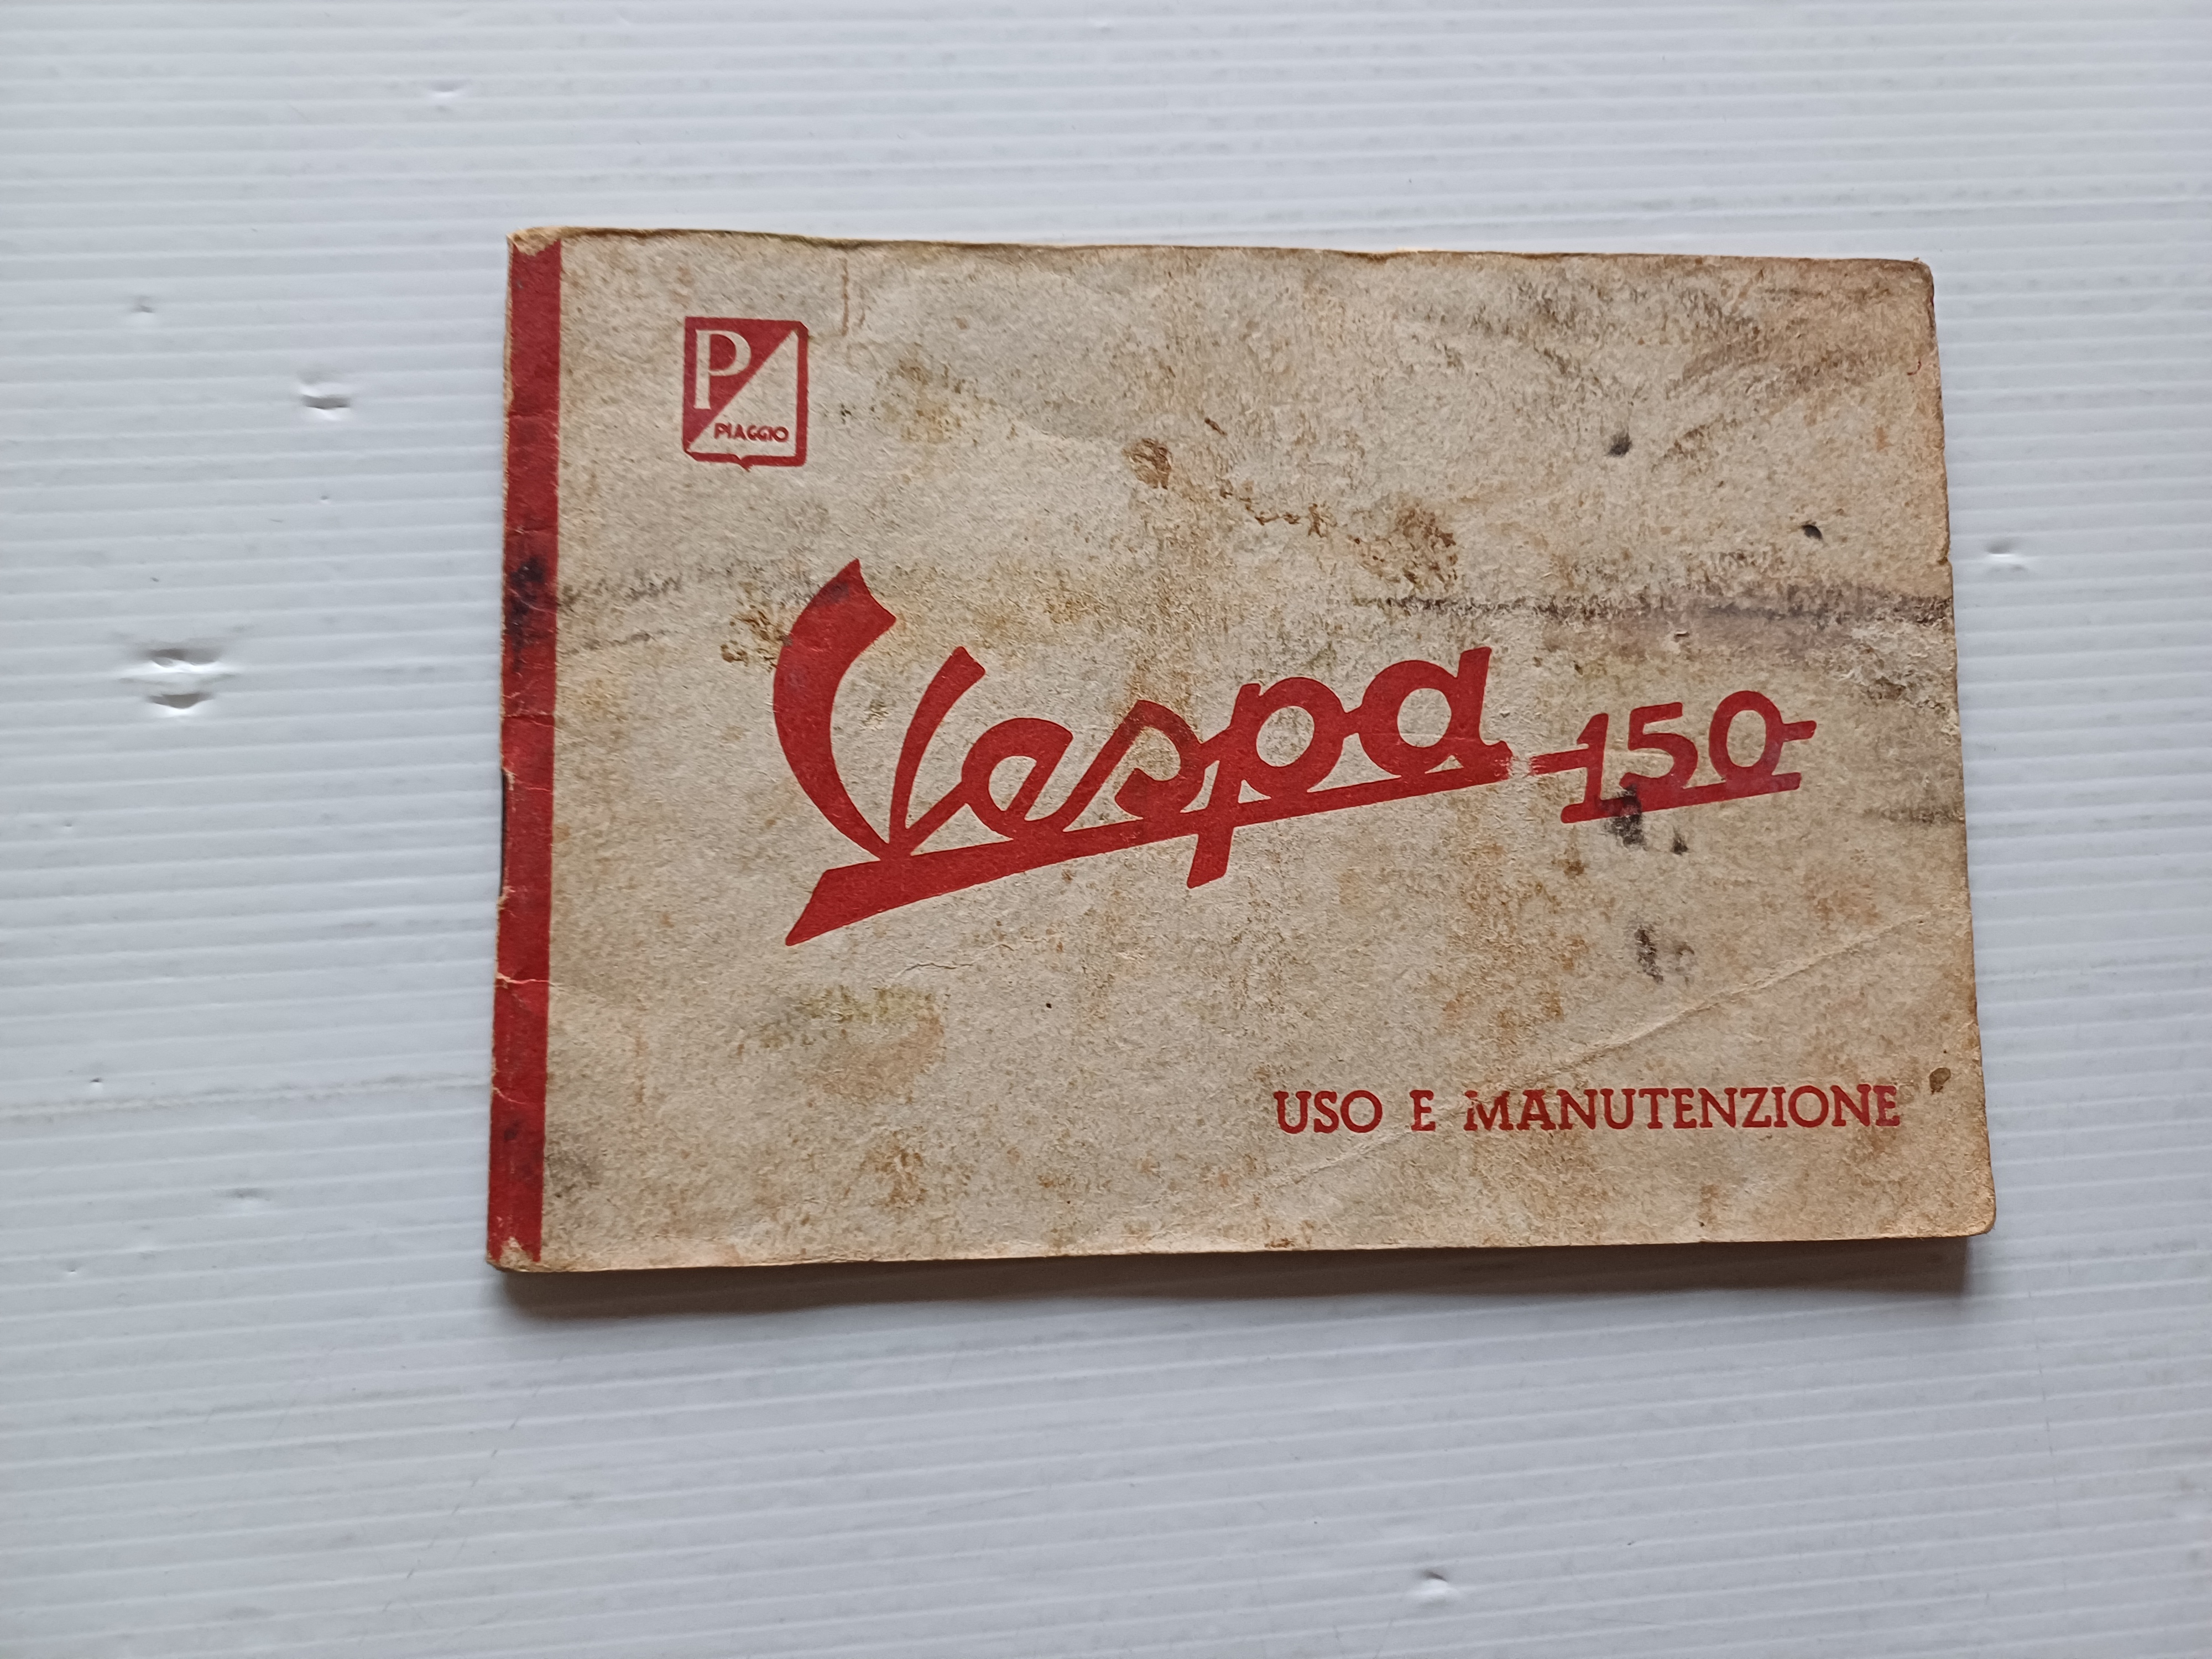 P
PIAGGIO
Vespa 150
USO E MANUTENZIONE